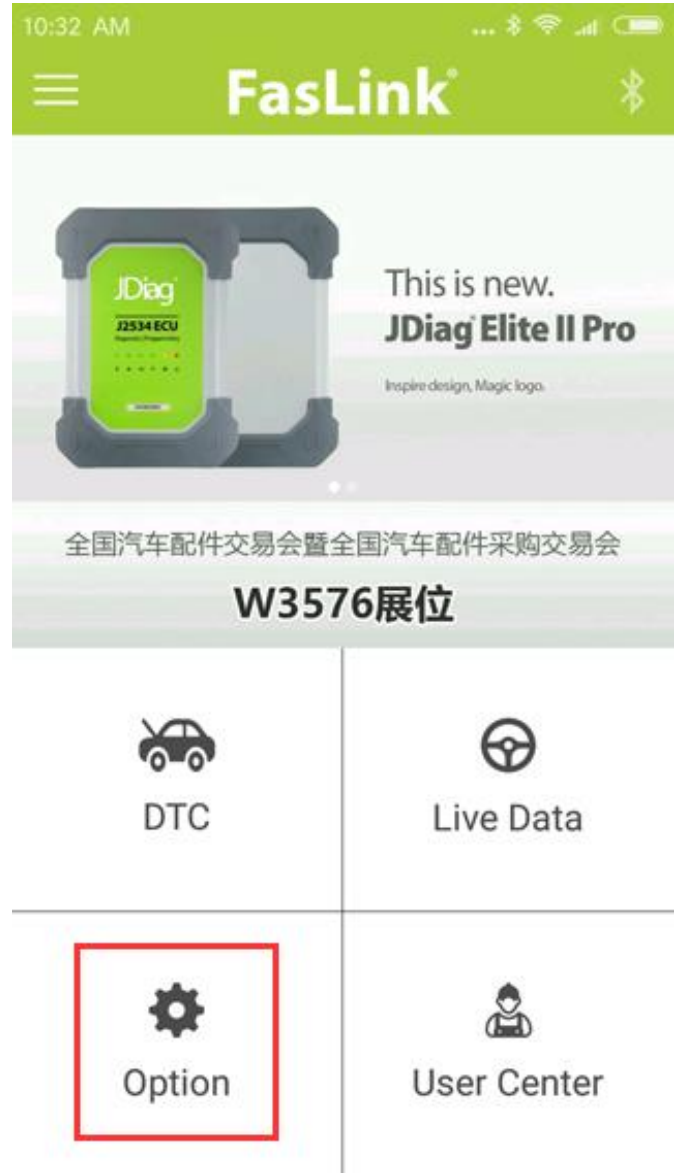 10:32 AM
FasLink®
JDiag
J2534 ECU
This is new.
JDiag Elite II Pro
Inspire design, Magic logo.
全国汽车配件交易会暨全国汽车配件采购交易会
W3576展位
DTC
Live Data
Option
User Center